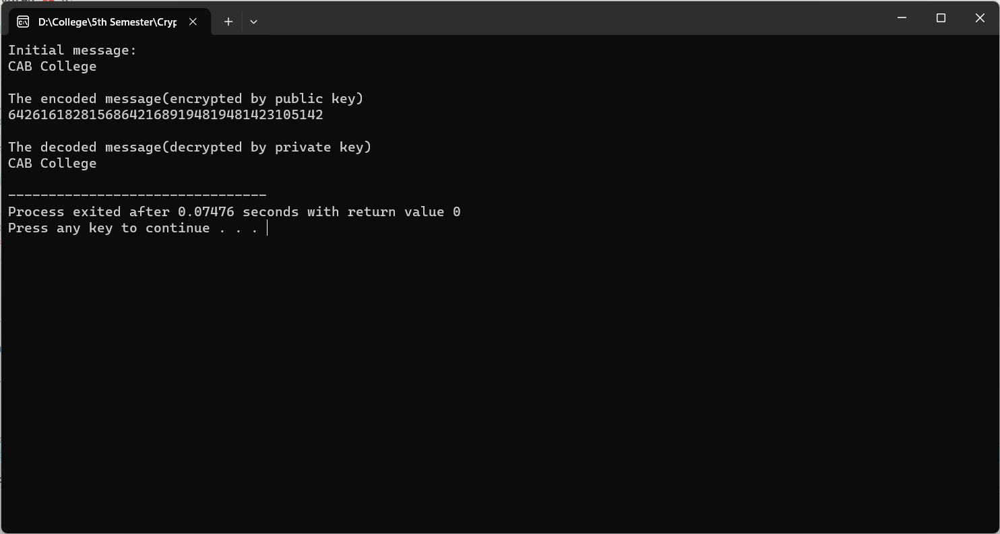 D:\College\5th Semester\Cryp
Initial message:
CAB College
The encoded message(encrypted by public key)
642616182815686421689194819481423105142
The decoded message(decrypted by private key)
CAB College
--------------------------------
Process exited after 0.07476 seconds with return value 0
Press any key to continue . . .